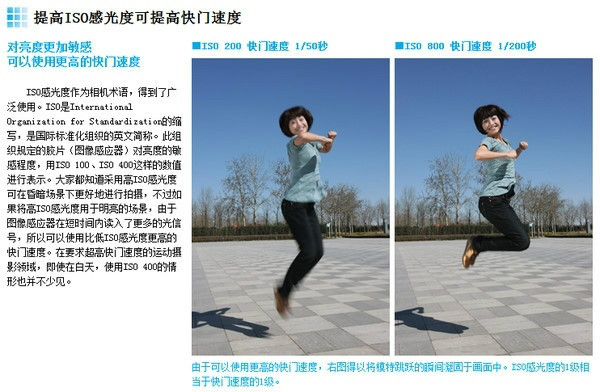 提高ISO感光度可提高快门速度
对亮度更加敏感
可以使用更高的快门速度
ISO感光度作为相机术语，得到了广
泛使用。ISO是International
Organization for Standardization的缩
写，是国际标准化组织的英文简称。此组
织规定的胶片（图像感应器）对亮度的敏
感程度，用ISO 100、ISO 400这样的数值
进行表示。大家都知道采用高ISO感光度
可在昏暗场景下更好地进行拍摄，不过如
果将高ISO感光度用于明亮的场景，由于
图像感应器在短时间内读入了更多的光信
号，所以可以使用比低ISO感光度更高的
快门速度。在要求超高快门速度的运动摄
影领域，即使在白天，使用ISO 400的情
形也并不少见。
■ISO 200 快门速度 1/50秒
■ISO 800 快门速度 1/200秒
由于可以使用更高的快门速度，右图得以将模特跳跃的瞬间凝固于画面中。ISO感光度的1级相
当于快门速度的1级。